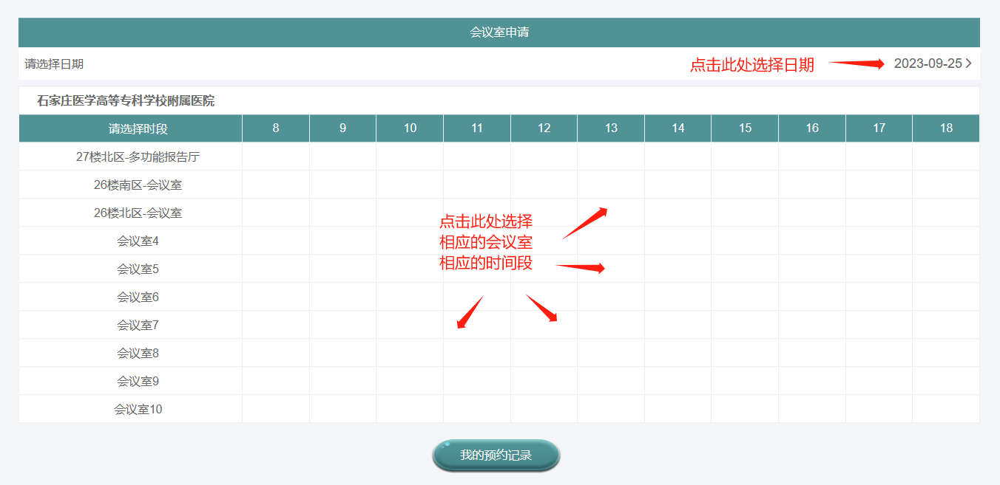 会议室申请
请选择日期 点击此处选择日期 2023-09-25
石家庄医学高等专科学校附属医院
请选择时段 8 9 10 11 12 13 14 15 16 17 18
27楼北区-多功能报告厅
26楼南区-会议室
26楼北区-会议室
点击此处选择
相应的会议室
相应的时间段
会议室4
会议室5
会议室6
会议室7
会议室8
会议室9
会议室10
我的预约记录